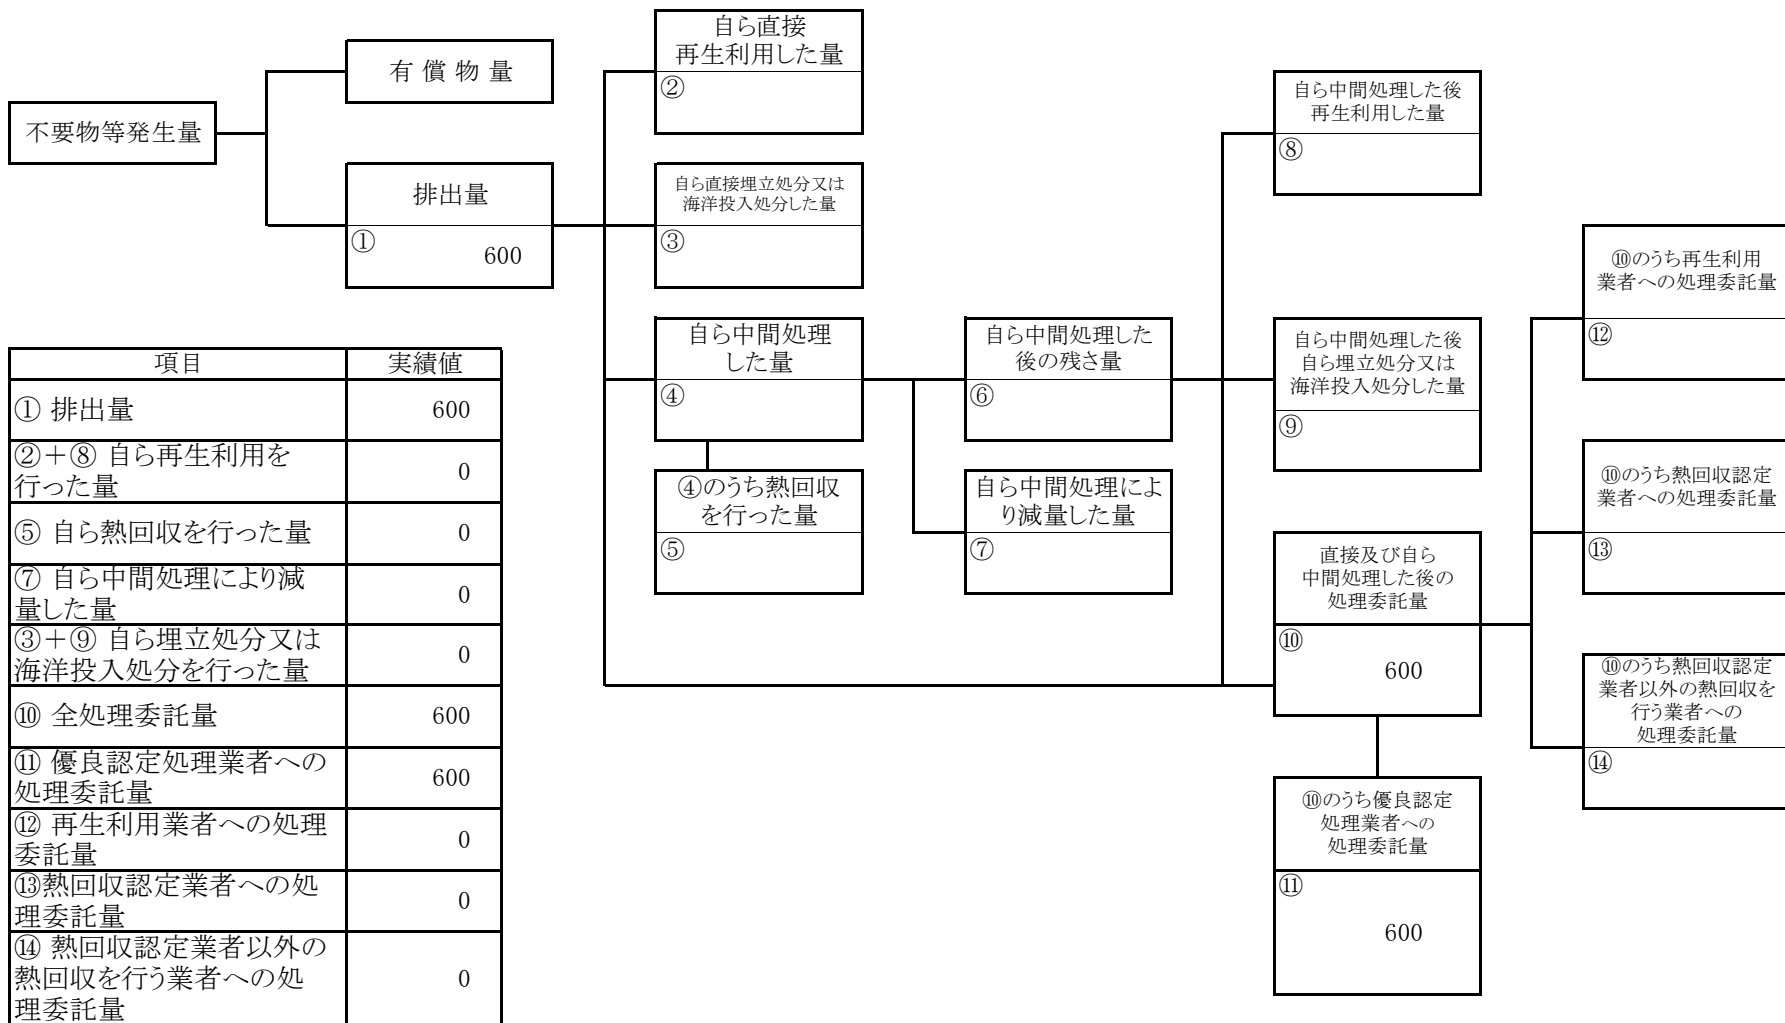 不要物等発生量
有 償 物 量
排出量
①
600
自ら直接
再生利用した量
②
自ら直接埋立処分又は
海洋投入処分した量
③
自ら中間処理
した量
④
④のうち熱回収
を行った量
⑤
自ら中間処理した
後の残さ量
⑥
自ら中間処理によ
り減量した量
⑦
自ら中間処理した後
再生利用した量
⑧
自ら中間処理した後
自ら埋立処分又は
海洋投入処分した量
⑨
直接及び自ら
中間処理した後の
処理委託量
⑩
600
⑩のうち優良認定
処理業者への
処理委託量
⑪
600
⑩のうち再生利用
業者への処理委託量
⑫
⑩のうち熱回収認定
業者への処理委託量
⑬
⑩のうち熱回収認定
業者以外の熱回収を
行う業者への
処理委託量
⑭
項目 実績値
① 排出量 600
②+⑧ 自ら再生利用を
行った量 0
⑤ 自ら熱回収を行った量 0
⑦ 自ら中間処理により減
量した量 0
③+⑨ 自ら埋立処分又は
海洋投入処分を行った量 0
⑩ 全処理委託量 600
⑪ 優良認定処理業者への
処理委託量 600
⑫ 再生利用業者への処理
委託量 0
⑬熱回収認定業者への処
理委託量 0
⑭ 熱回収認定業者以外の
熱回収を行う業者への処
理委託量 0